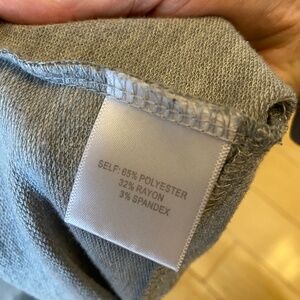 SELF: 65% POLYESTER
32% RAYON
3% SPANDEX